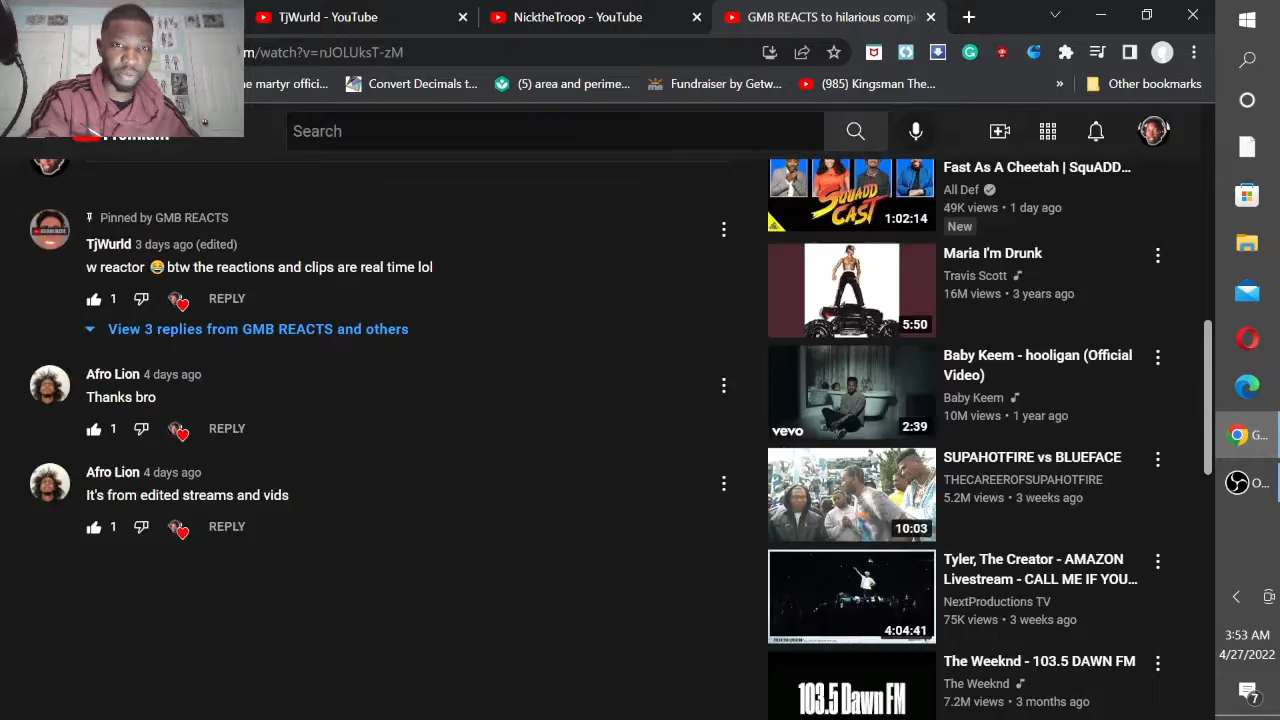 TjWurld - YouTube
NicktheTroop - YouTube
GMB REACTS to hilarious compi
m/watch?v=nJOLUksT-zM
he martyr offici...
Convert Decimals t...
(5) area and perime...
Fundraiser by Getw...
(985) Kingsman The...
»
Other bookmarks
Search
Pinned by GMB REACTS
TjWurld 3 days ago (edited)
w reactor 😂 btw the reactions and clips are real time lol
1 REPLY
View 3 replies from GMB REACTS and others
Afro Lion 4 days ago
Thanks bro
1 REPLY
Afro Lion 4 days ago
It's from edited streams and vids
1 REPLY
SQUADD CAST
1:02:14
Fast As A Cheetah | SquADD...
All Def
49K views • 1 day ago
New
5:50
Maria I'm Drunk
Travis Scott
16M views • 3 years ago
vevo
2:39
Baby Keem - hooligan (Official
Video)
Baby Keem
10M views • 1 year ago
10:03
SUPAHOTFIRE vs BLUEFACE
THECAREEROFSUPAHOTFIRE
5.2M views • 3 weeks ago
4:04:41
Tyler, The Creator - AMAZON
Livestream - CALL ME IF YOU...
NextProductions TV
75K views • 3 weeks ago
103.5 Dawn FM
The Weeknd - 103.5 DAWN FM
The Weeknd
7.2M views • 3 months ago
G...
O...
3:53 AM
4/27/2022
7